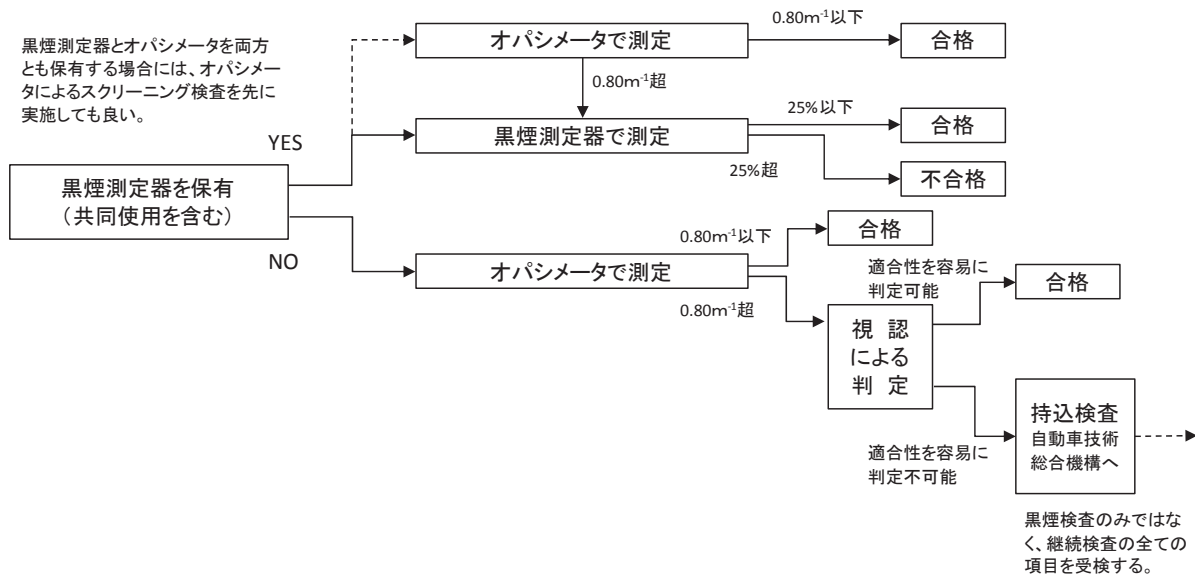 黒煙測定器とオパシメータを両方
とも保有する場合には、オパシメー
タによるスクリーニング検査を先に
実施しても良い。
オパシメータで測定
0.80m⁻¹以下
合格
0.80m⁻¹超
YES
黒煙測定器で測定
25%以下
合格
25%超
不合格
黒煙測定器を保有
(共同使用を含む)
NO
オパシメータで測定
0.80m⁻¹以下
合格
0.80m⁻¹超
視 認
による
判 定
適合性を容易に
判定可能
合格
適合性を容易に
判定不可能
持込検査
自動車技術
総合機構へ
黒煙検査のみではな
く、継続検査の全ての
項目を受検する。